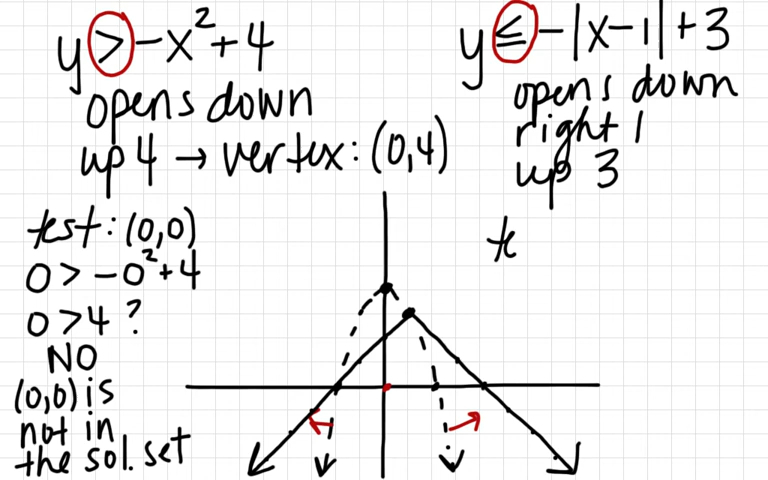 y > -x² + 4
opens down
up 4 → vertex: (0,4)
y ≤ -|x-1| + 3
opens down
right 1
up 3
test: (0,0)
0 > -0² + 4
0 > 4 ?
NO
(0,0) is
not in
the sol. set
te